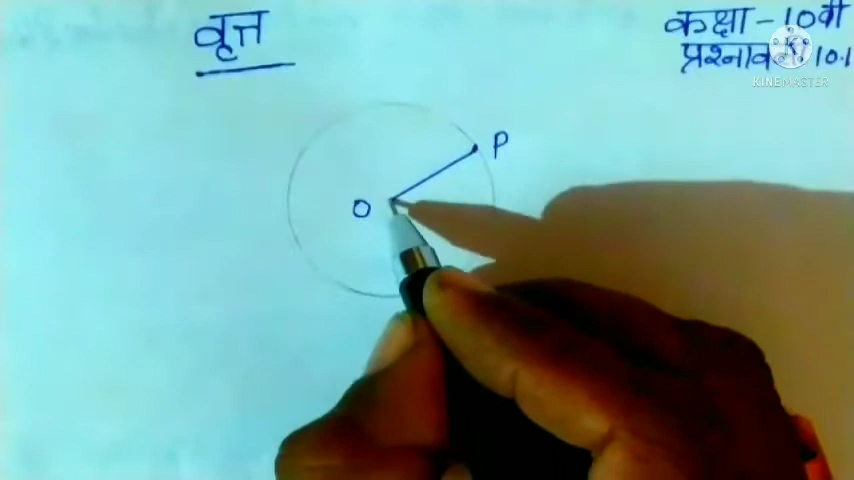 वृत्त
कक्षा - 10वी
प्रश्नावली 10.1
KINEMASTER
P
O